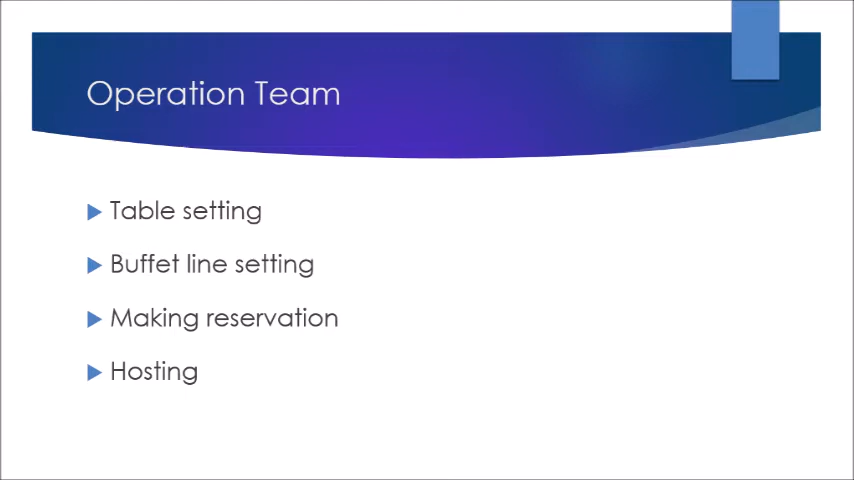 Operation Team
Table setting
Buffet line setting
Making reservation
Hosting